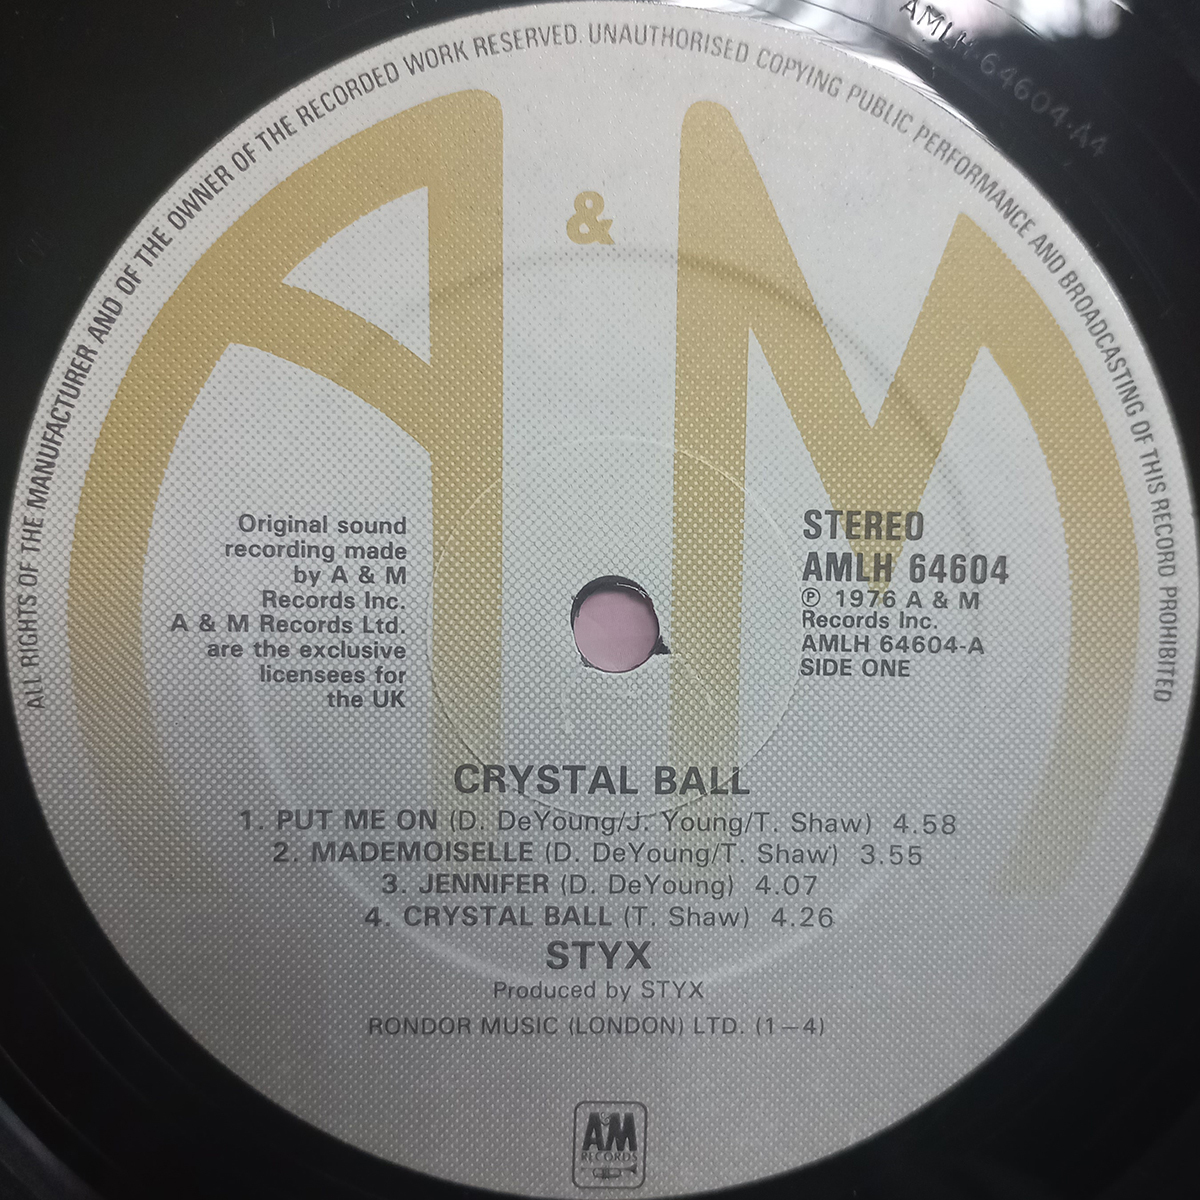 AMLH-64604-A4
ALL RIGHTS OF THE MANUFACTURER AND OF THE OWNER OF THE RECORDED WORK RESERVED. UNAUTHORISED COPYING PUBLIC PERFORMANCE AND BROADCASTING OF THIS RECORD PROHIBITED
A & M
Original sound
recording made
by A & M
Records Inc.
A & M Records Ltd.
are the exclusive
licensees for
the UK
STEREO
AMLH 64604
℗ 1976 A & M
Records Inc.
AMLH 64604-A
SIDE ONE
CRYSTAL BALL
1. PUT ME ON (D. DeYoung/J. Young/T. Shaw) 4.58
2. MADEMOISELLE (D. DeYoung/T. Shaw) 3.55
3. JENNIFER (D. DeYoung) 4.07
4. CRYSTAL BALL (T. Shaw) 4.26
STYX
Produced by STYX
RONDOR MUSIC (LONDON) LTD. (1–4)
A&M
RECORDS